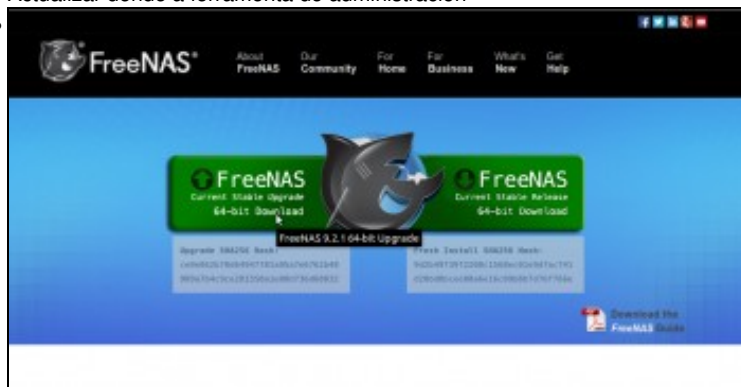 Actualizar dende a ferramenta de administración
FreeNAS®
About FreeNAS
Our Community
For Home
For Business
What's New
Get Help
FreeNAS
Current Stable Upgrade
64-bit Download
FreeNAS
Current Stable Release
64-bit Download
FreeNAS 9.2.1 64-bit Upgrade
Upgrade SHA256 Hash:
Fresh Install SHA256 Hash:
Download the
FreeNAS Guide